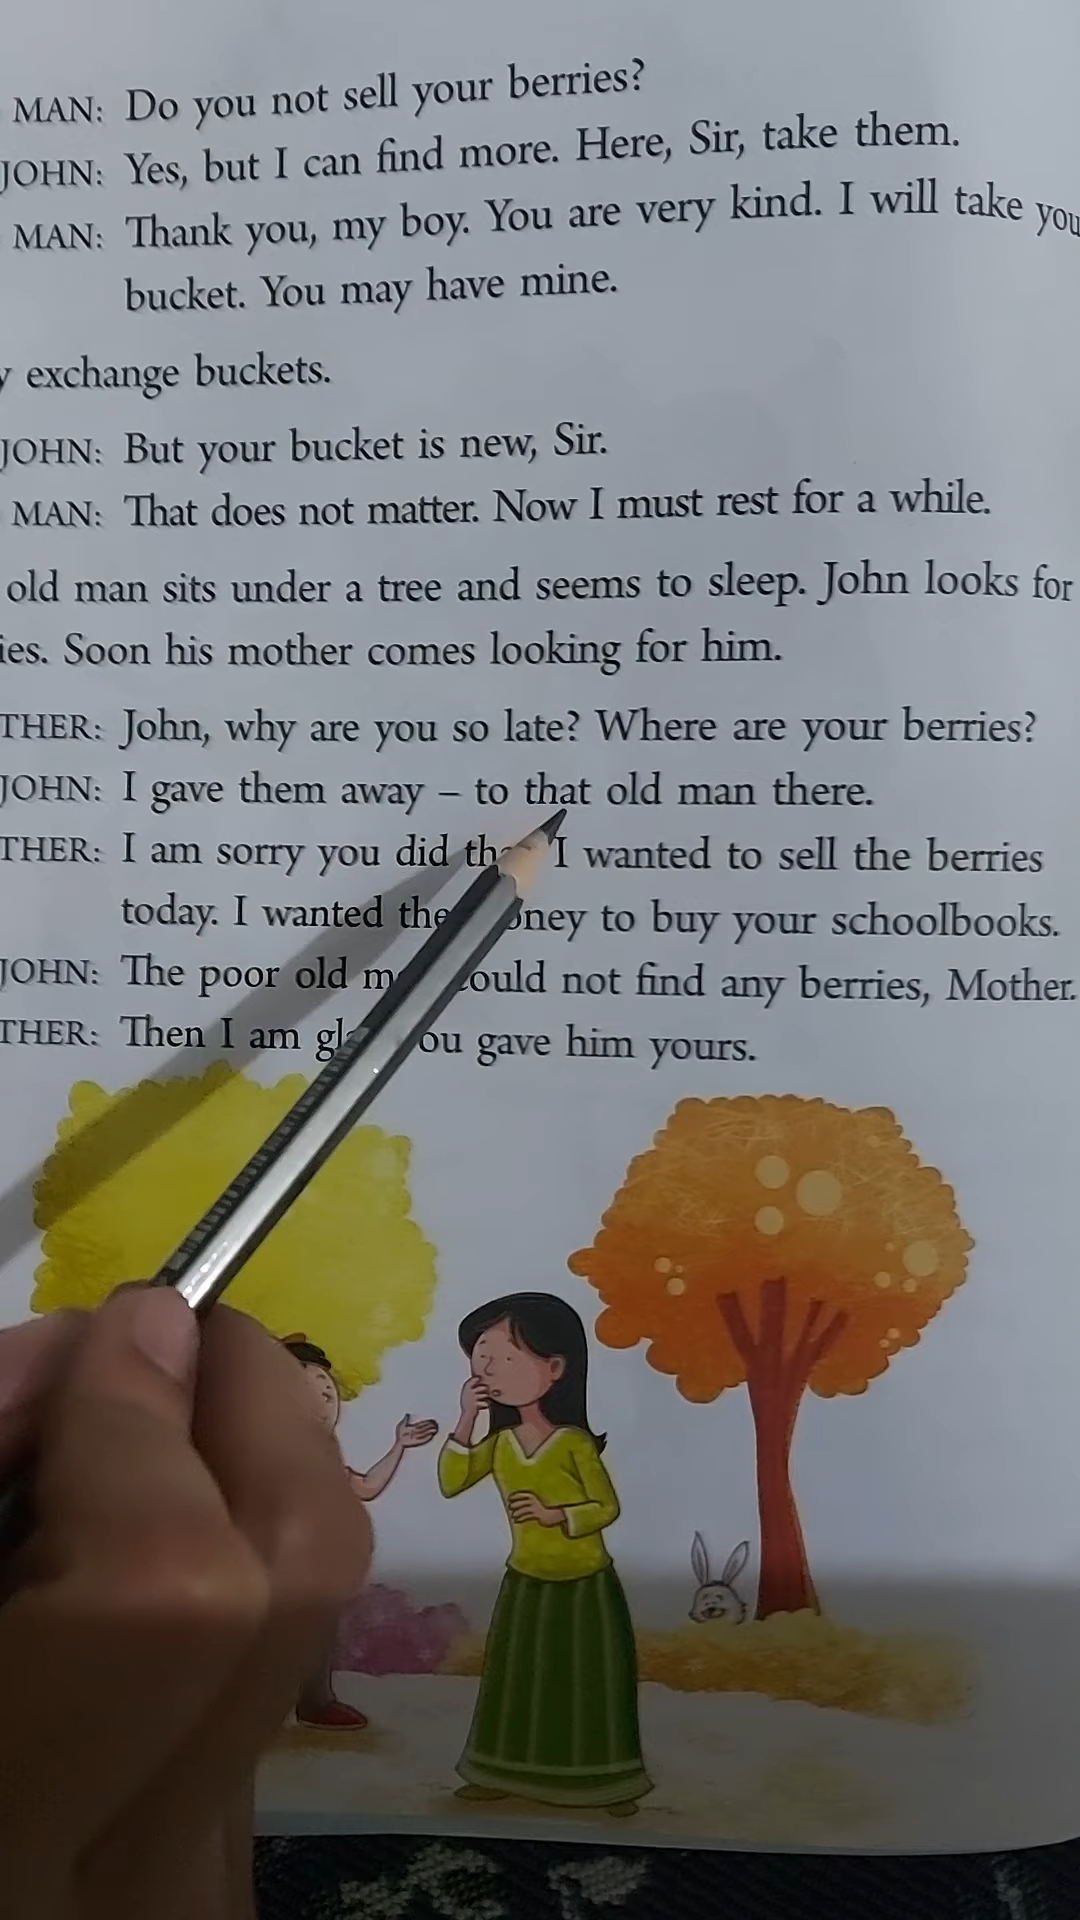 MAN: Do you not sell your berries?
JOHN: Yes, but I can find more. Here, Sir, take them.
MAN: Thank you, my boy. You are very kind. I will take
bucket. You may have mine.
exchange buckets.
JOHN: But your bucket is new, Sir.
MAN: That does not matter. Now I must rest for a while.
old man sits under a tree and seems to sleep. John looks for
Soon his mother comes looking for him.
THER: John, why are you so late? Where are your berries?
JOHN: I gave them away – to that old man there.
THER: I am sorry you did I wanted to sell the berries
today. I wanted to buy your schoolbooks.
JOHN: The poor old not find any berries, Mother.
THER: Then I am gave him yours.